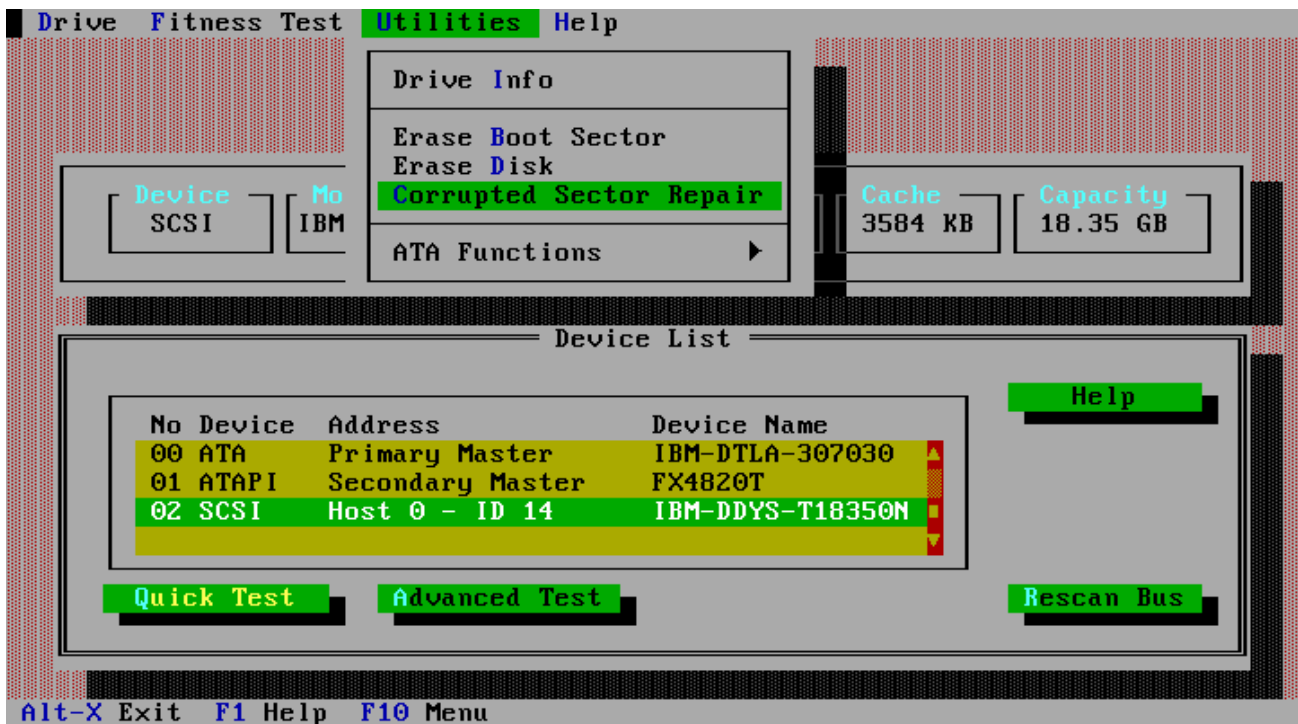 Drive Fitness Test Utilities Help
Drive Info
Erase Boot Sector
Erase Disk
Corrupted Sector Repair
ATA Functions
Device Mo Cache Capacity
SCSI IBM 3584 KB 18.35 GB
Device List
Help
No Device Address Device Name
00 ATA Primary Master IBM-DTLA-307030
01 ATAPI Secondary Master FX4820T
02 SCSI Host 0 - ID 14 IBM-DDYS-T18350N
Quick Test Advanced Test Rescan Bus
Alt-X Exit F1 Help F10 Menu